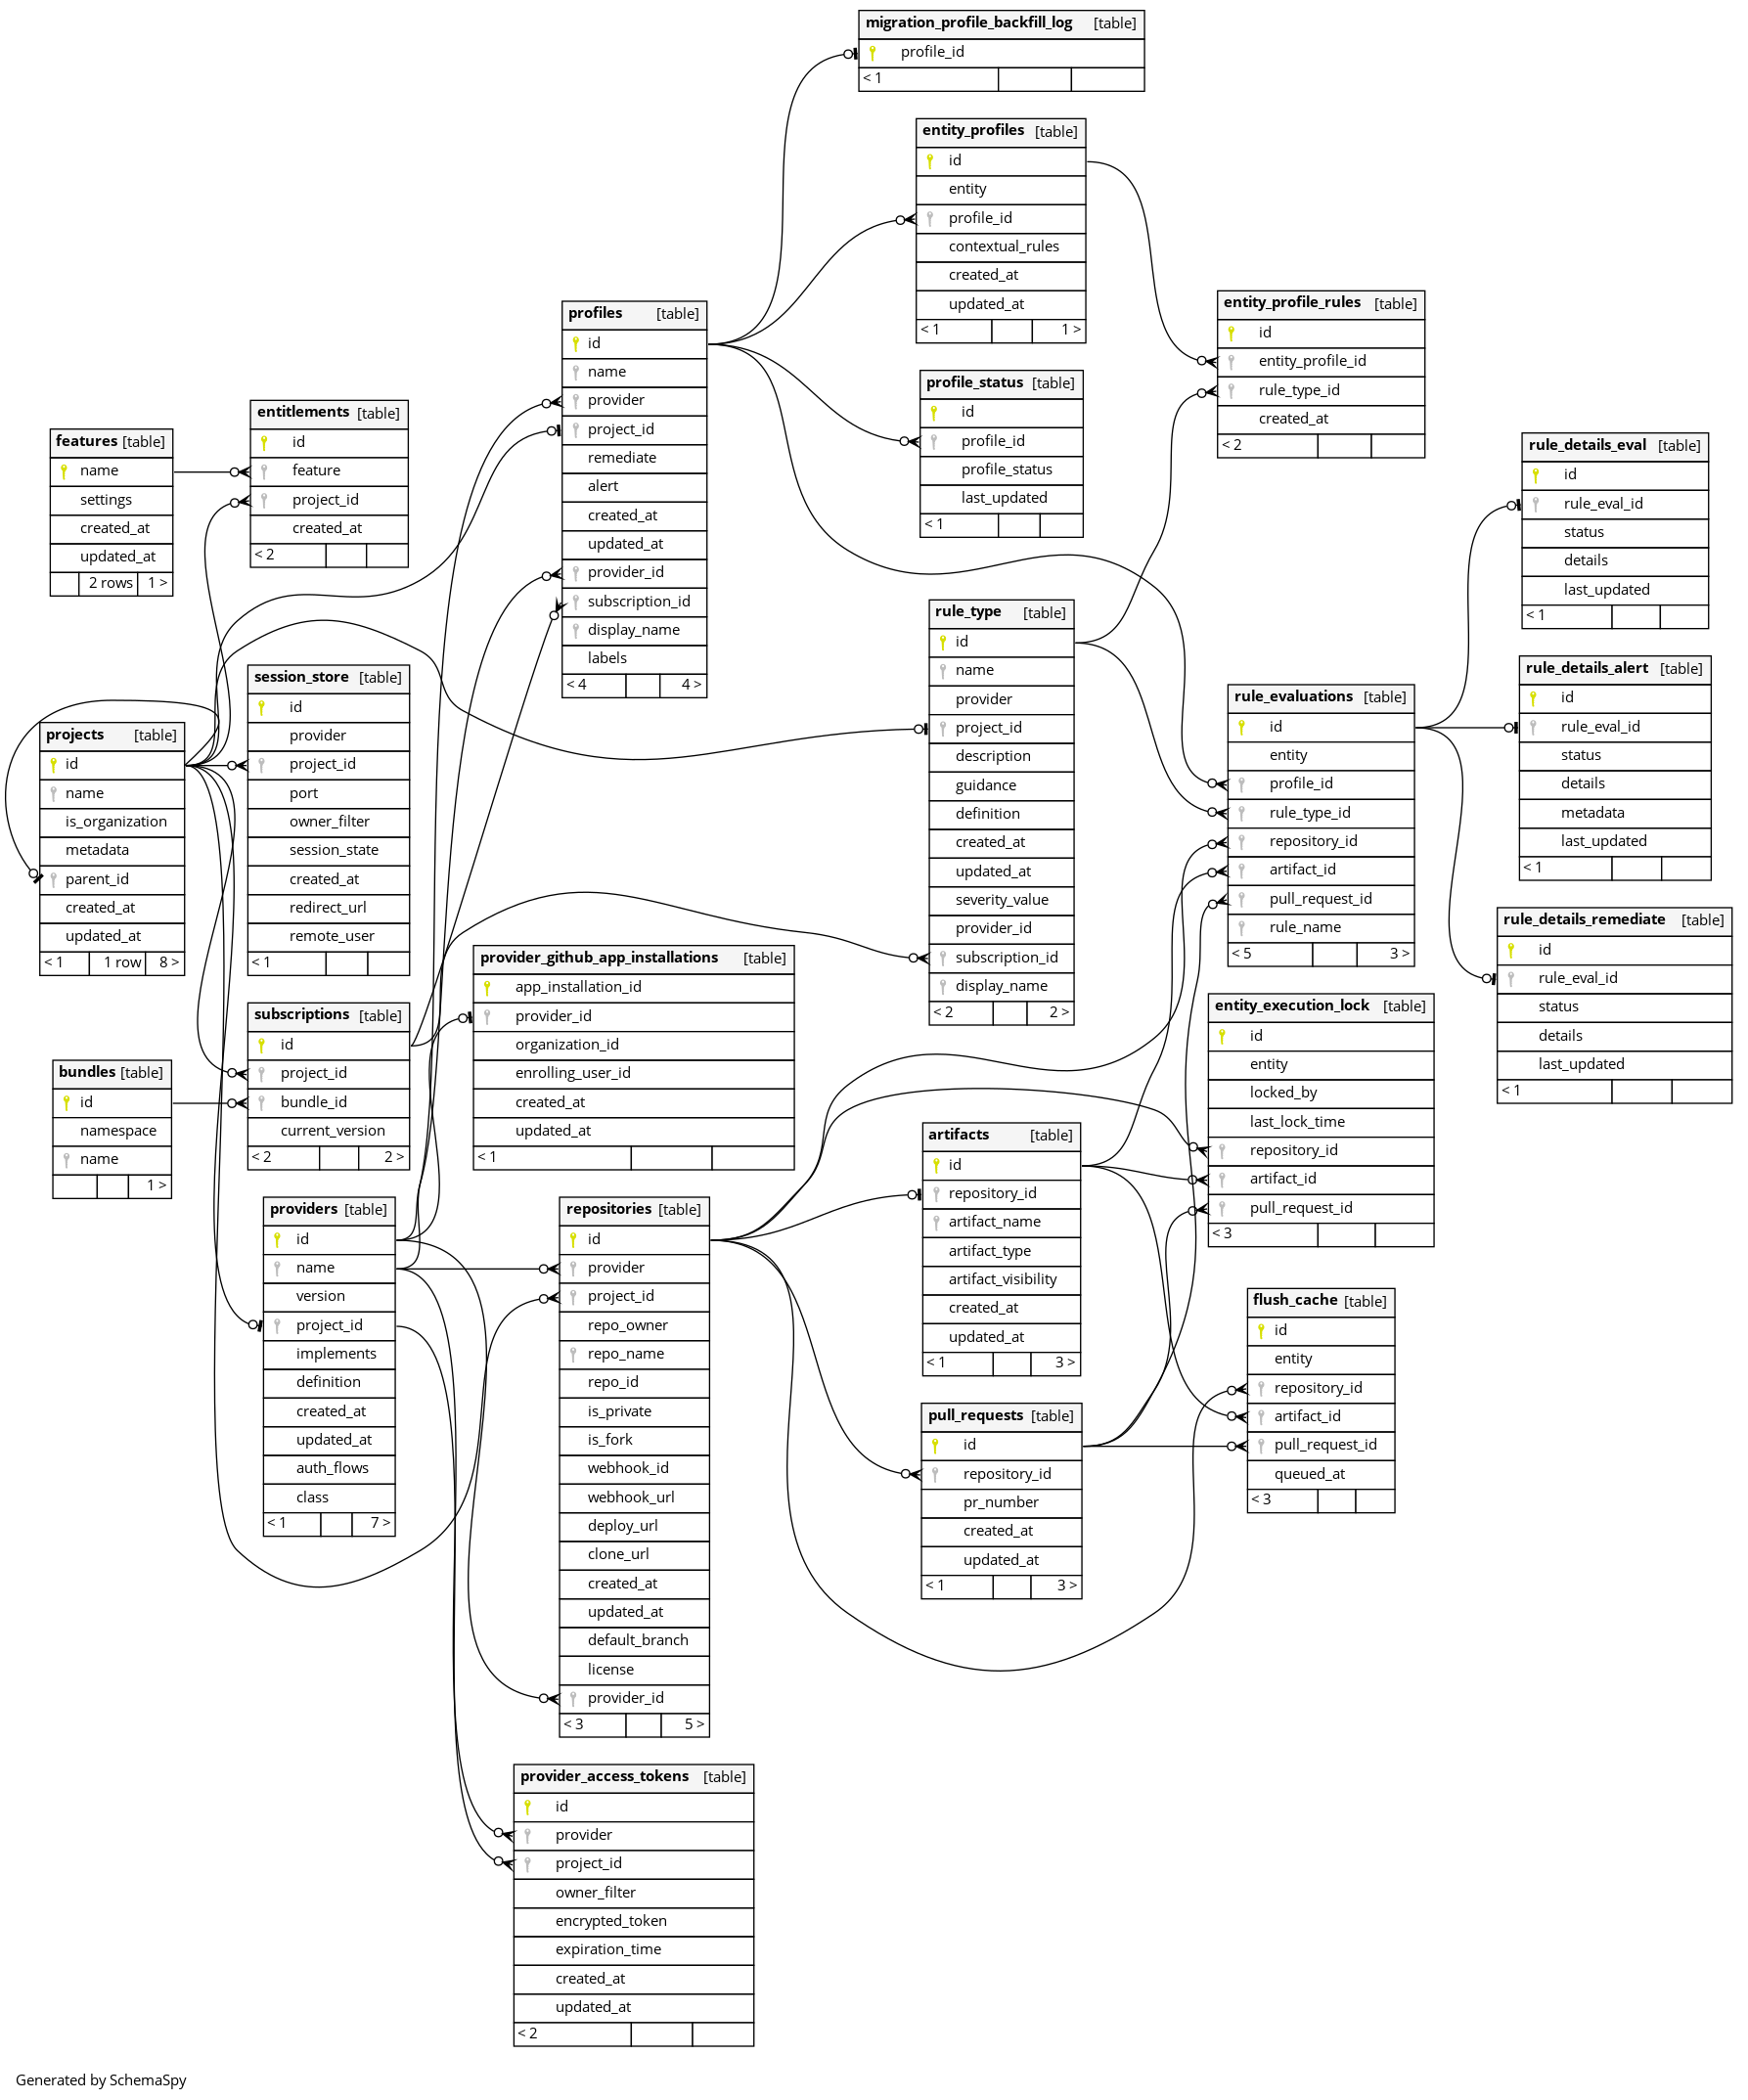 migration_profile_backfill_log [table]
profile_id
< 1
entity_profiles [table]
id
entity
profile_id
contextual_rules
created_at
updated_at
< 1 1 >
entity_profile_rules [table]
id
entity_profile_id
rule_type_id
created_at
< 2
profiles [table]
id
name
provider
project_id
remediate
alert
created_at
updated_at
provider_id
subscription_id
display_name
labels
< 4 4 >
profile_status [table]
id
profile_id
profile_status
last_updated
< 1
entitlements [table]
id
feature
project_id
created_at
< 2
features [table]
name
settings
created_at
updated_at
2 rows 1 >
rule_details_eval [table]
id
rule_eval_id
status
details
last_updated
< 1
rule_type [table]
id
name
provider
project_id
description
guidance
definition
created_at
updated_at
severity_value
provider_id
subscription_id
display_name
< 2 2 >
session_store [table]
id
provider
project_id
port
owner_filter
session_state
created_at
redirect_url
remote_user
< 1
rule_evaluations [table]
id
entity
profile_id
rule_type_id
repository_id
artifact_id
pull_request_id
rule_name
< 5 3 >
rule_details_alert [table]
id
rule_eval_id
status
details
metadata
last_updated
< 1
projects [table]
id
name
is_organization
metadata
parent_id
created_at
updated_at
< 1 1 row 8 >
rule_details_remediate [table]
id
rule_eval_id
status
details
last_updated
< 1
provider_github_app_installations [table]
app_installation_id
provider_id
organization_id
enrolling_user_id
created_at
updated_at
< 1
subscriptions [table]
id
project_id
bundle_id
current_version
< 2 2 >
entity_execution_lock [table]
id
entity
locked_by
last_lock_time
repository_id
artifact_id
pull_request_id
< 3
bundles [table]
id
namespace
name
1 >
artifacts [table]
id
repository_id
artifact_name
artifact_type
artifact_visibility
created_at
updated_at
< 1 3 >
providers [table]
id
name
version
project_id
implements
definition
created_at
updated_at
auth_flows
class
< 1 7 >
repositories [table]
id
provider
project_id
repo_owner
repo_name
repo_id
is_private
is_fork
webhook_id
webhook_url
deploy_url
clone_url
created_at
updated_at
default_branch
license
provider_id
< 3 5 >
flush_cache [table]
id
entity
repository_id
artifact_id
pull_request_id
queued_at
< 3
pull_requests [table]
id
repository_id
pr_number
created_at
updated_at
< 1 3 >
provider_access_tokens [table]
id
provider
project_id
owner_filter
encrypted_token
expiration_time
created_at
updated_at
< 2
Generated by SchemaSpy